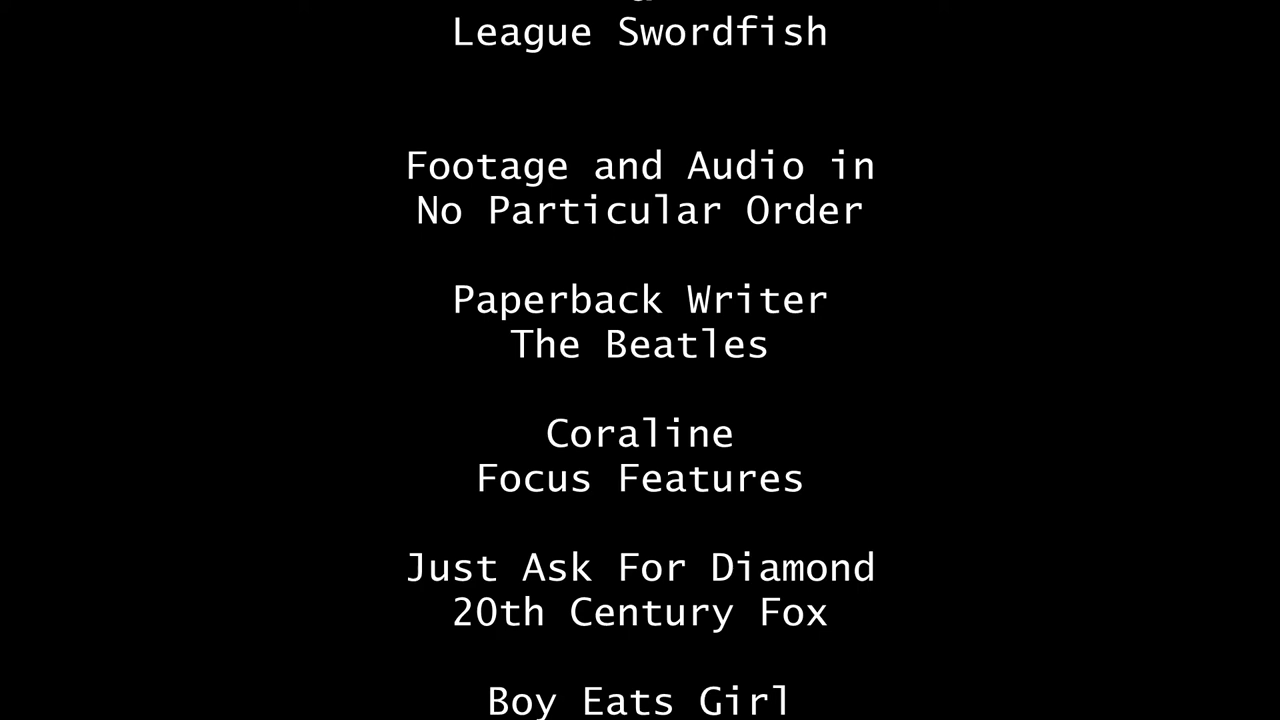 League Swordfish
Footage and Audio in
No Particular Order
Paperback Writer
The Beatles
Coraline
Focus Features
Just Ask For Diamond
20th Century Fox
Boy Eats Girl